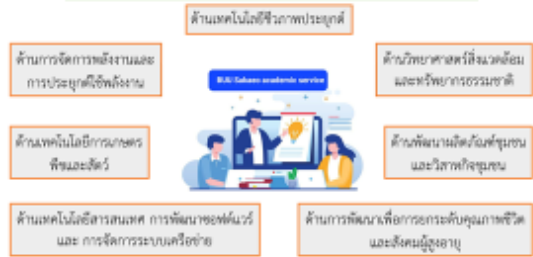 ด้านเทคโนโลยีชีวภาพประยุกต์
ด้านการจัดการพลังงานและ
การประยุกต์ใช้พลังงาน
ด้านวิทยาศาสตร์สิ่งแวดล้อม
และทรัพยากรธรรมชาติ
BUU Sakaeo academic service
ด้านเทคโนโลยีการเกษตร
พืชและสัตว์
ด้านพัฒนาผลิตภัณฑ์ชุมชน
และวิสาหกิจชุมชน
ด้านเทคโนโลยีสารสนเทศ การพัฒนาซอฟต์แวร์
และ การจัดการระบบเครือข่าย
ด้านการพัฒนาเพื่อการยกระดับคุณภาพชีวิต
และสังคมผู้สูงอายุ